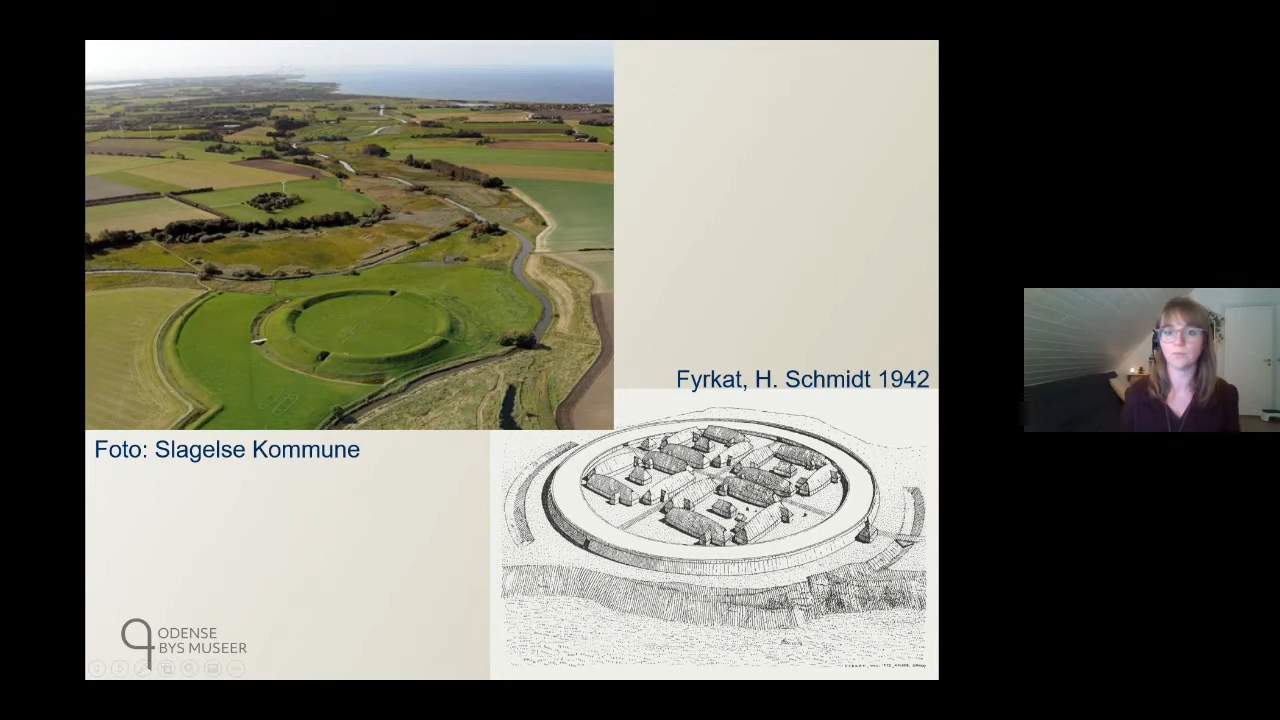 Fyrkat, H. Schmidt 1942
Foto: Slagelse Kommune
ODENSE
BYS MUSEER